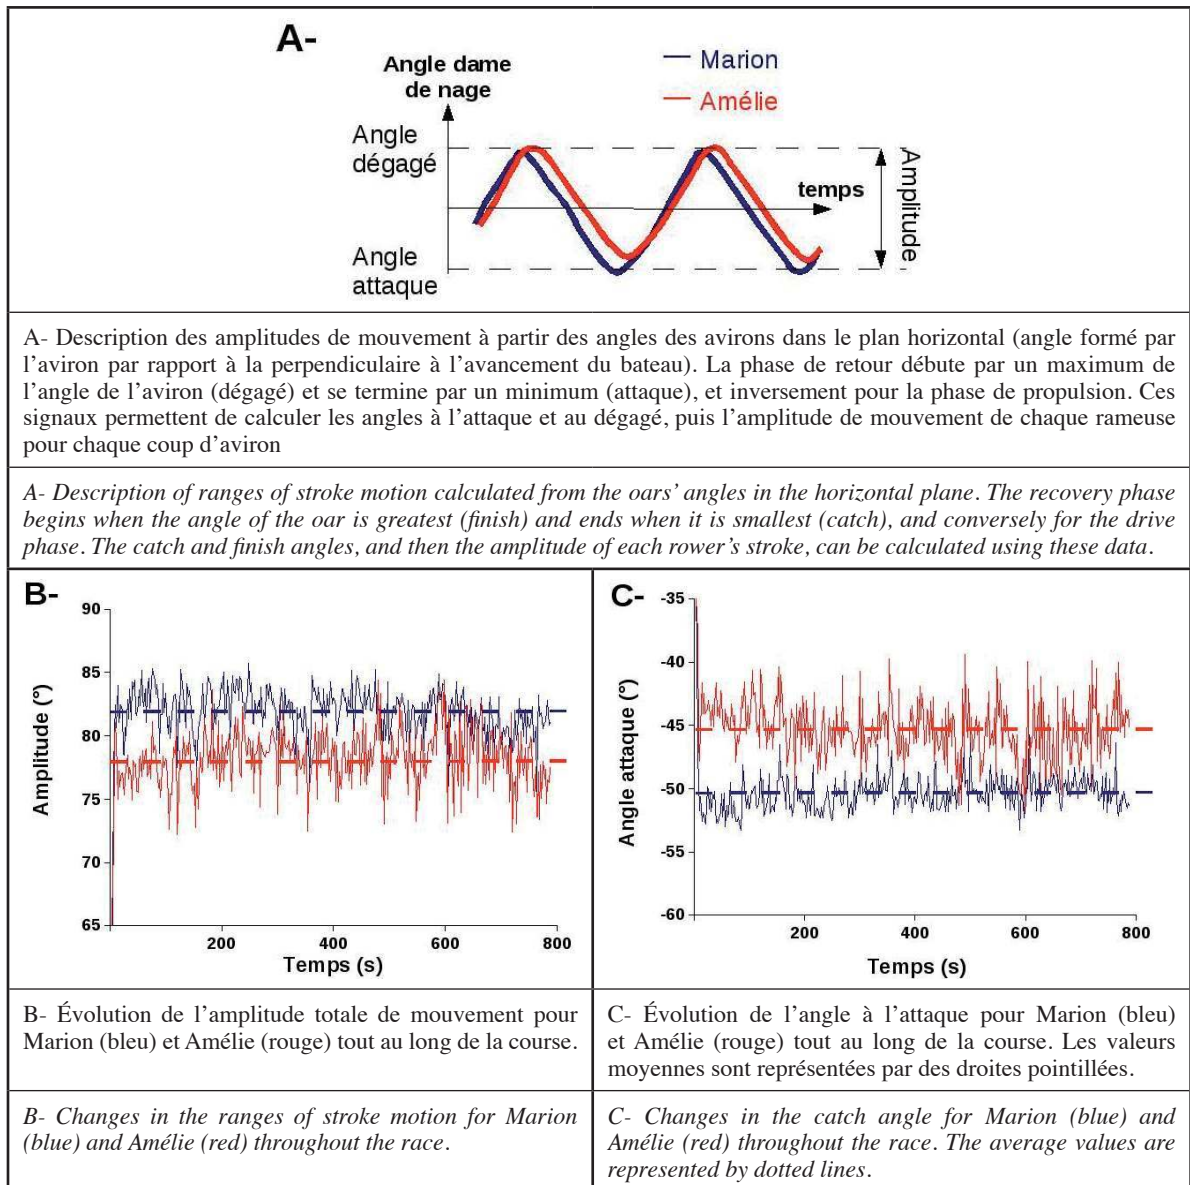 A-
Angle dame
de nage
Marion
Amélie
Angle
dégagé
temps
Amplitude
Angle
attaque
A- Description des amplitudes de mouvement à partir des angles des avirons dans le plan horizontal (angle formé par
l’aviron par rapport à la perpendiculaire à l’avancement du bateau). La phase de retour débute par un maximum de
l’angle de l’aviron (dégagé) et se termine par un minimum (attaque), et inversement pour la phase de propulsion. Ces
signaux permettent de calculer les angles à l’attaque et au dégagé, puis l’amplitude de mouvement de chaque rameuse
pour chaque coup d’aviron
A- Description of ranges of stroke motion calculated from the oars’ angles in the horizontal plane. The recovery phase
begins when the angle of the oar is greatest (finish) and ends when it is smallest (catch), and conversely for the drive
phase. The catch and finish angles, and then the amplitude of each rower’s stroke, can be calculated using these data.
B-
90
85
80
75
70
65
Amplitude (°)
200
400
600
800
Temps (s)
C-
-35
-40
-45
-50
-55
-60
Angle attaque (°)
200
400
600
800
Temps (s)
B- Évolution de l’amplitude totale de mouvement pour
Marion (bleu) et Amélie (rouge) tout au long de la course.
C- Évolution de l’angle à l’attaque pour Marion (bleu)
et Amélie (rouge) tout au long de la course. Les valeurs
moyennes sont représentées par des droites pointillées.
B- Changes in the ranges of stroke motion for Marion
(blue) and Amélie (red) throughout the race.
C- Changes in the catch angle for Marion (blue) and
Amélie (red) throughout the race. The average values are
represented by dotted lines.